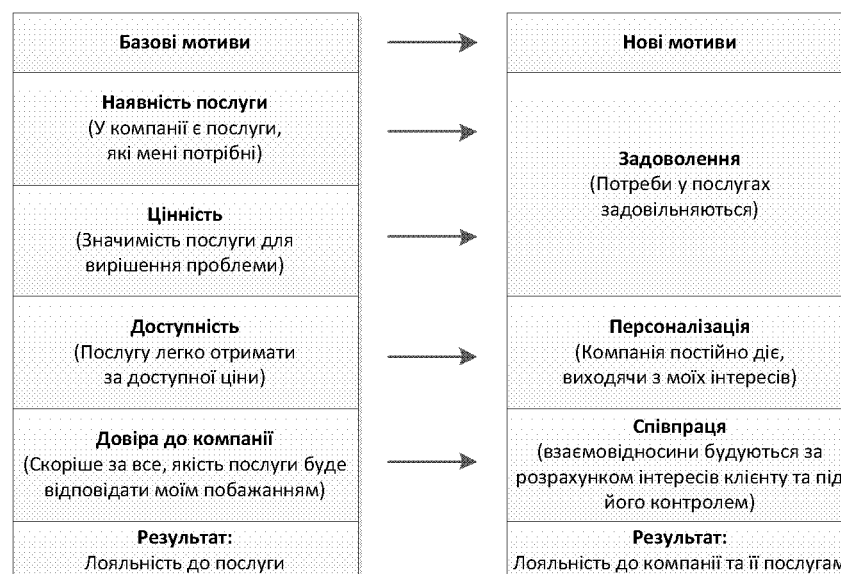 Базові мотиви
Нові мотиви
Наявність послуги
(У компанії є послуги,
які мені потрібні)
Цінність
(Значимість послуги для
вирішення проблеми)
Задоволення
(Потреби у послугах
задовільняються)
Доступність
(Послугу легко отримати
за доступної ціни)
Персоналізація
(Компанія постійно діє,
виходячи з моїх інтересів)
Довіра до компанії
(Скоріше за все, якість послуги буде
відповідати моїм побажанням)
Співпраця
(взаємовідносини будуються за
розрахунком інтересів клієнту та під
його контролем)
Результат:
Лояльність до послуги
Результат:
Лояльність до компанії та її послугам